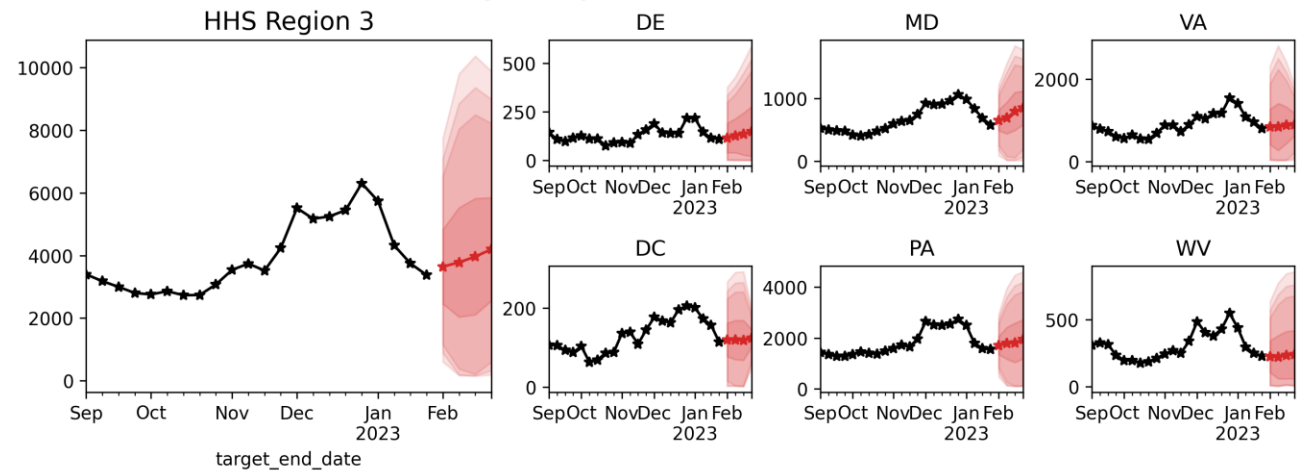 HHS Region 3
10000
8000
6000
4000
2000
0
Sep Oct Nov Dec Jan Feb
2023
target_end_date
DE
500
250
0
Sep Oct Nov Dec Jan Feb
2023
MD
1000
0
Sep Oct Nov Dec Jan Feb
2023
VA
2000
0
Sep Oct Nov Dec Jan Feb
2023
DC
200
0
Sep Oct Nov Dec Jan Feb
2023
PA
4000
2000
0
Sep Oct Nov Dec Jan Feb
2023
WV
500
0
Sep Oct Nov Dec Jan Feb
2023